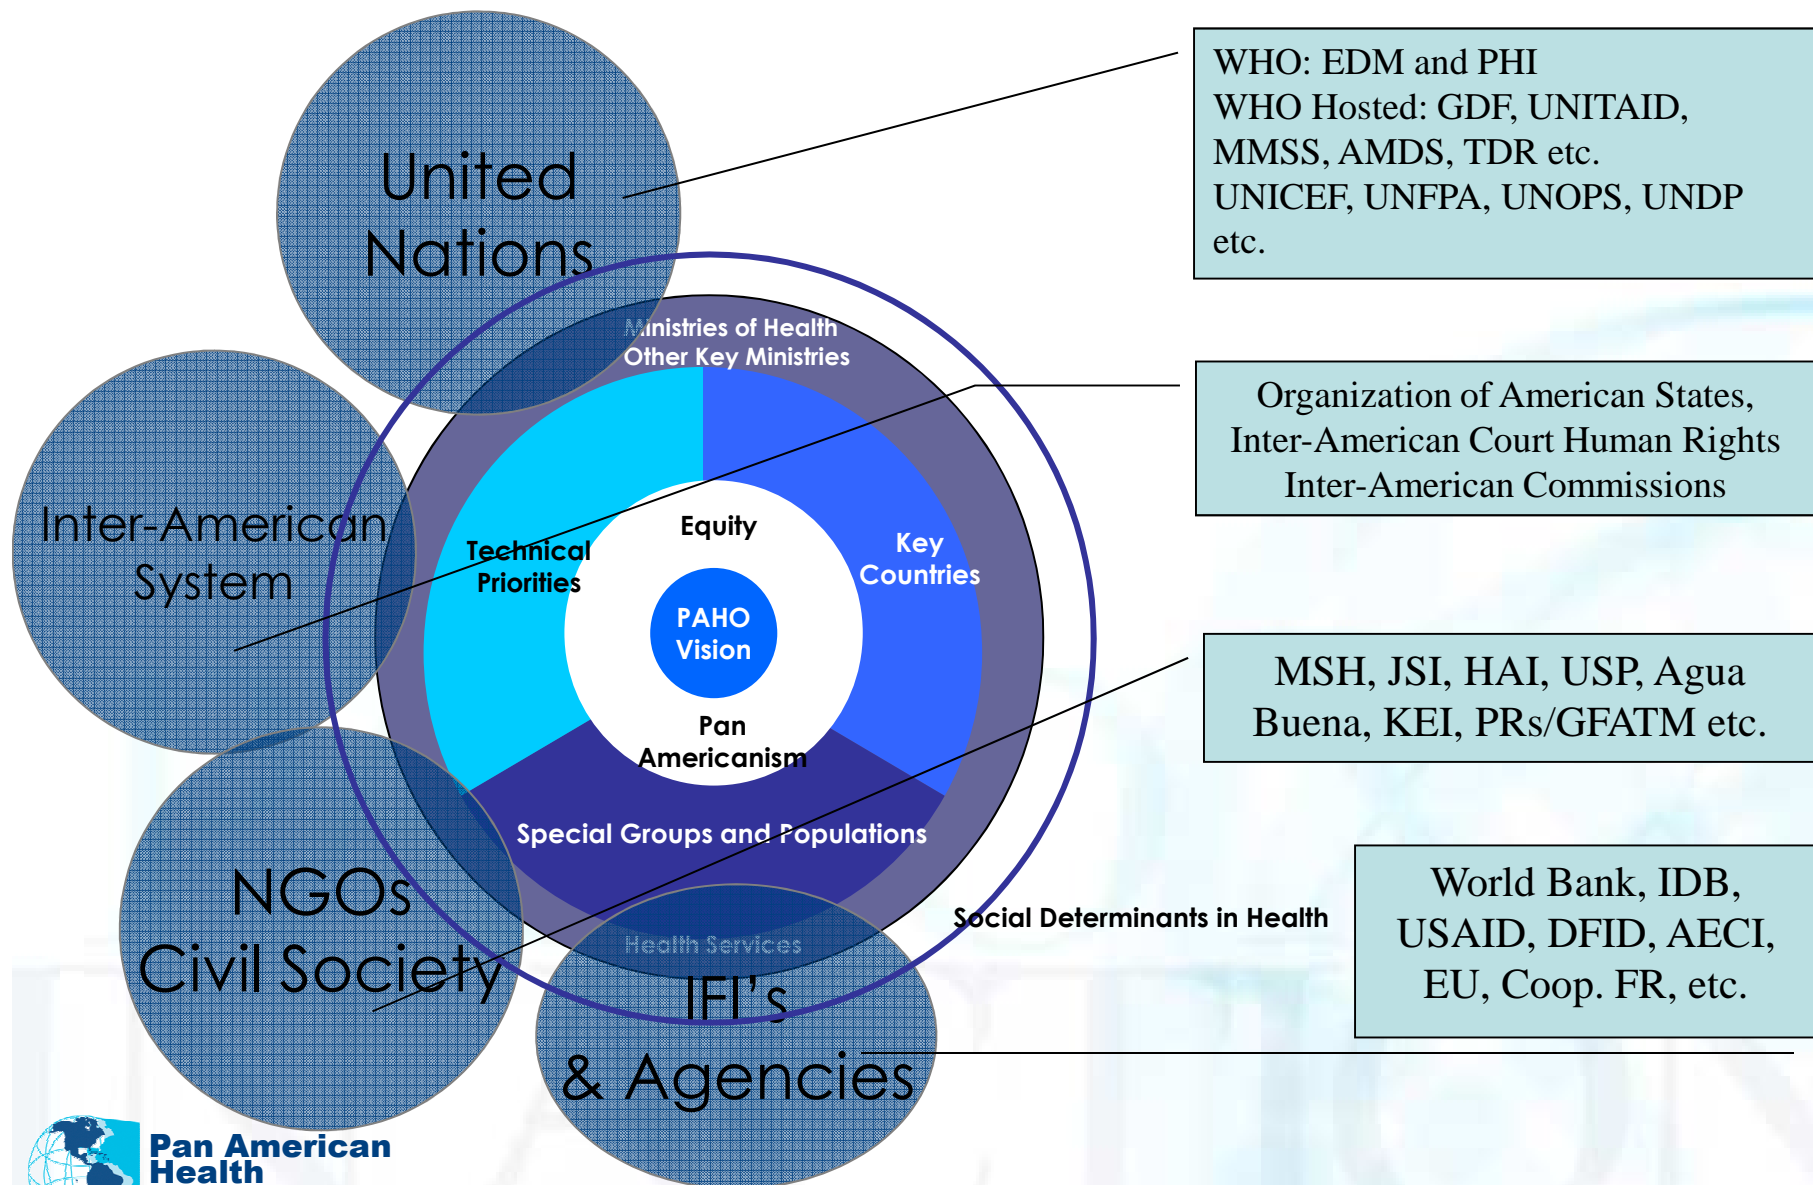 United
Nations
WHO: EDM and PHI
WHO Hosted: GDF, UNITAID,
MMSS, AMDS, TDR etc.
UNICEF, UNFPA, UNOPS, UNDP
etc.
Ministries of Health
Other Key Ministries
Organization of American States,
Inter-American Court Human Rights
Inter-American Commissions
Inter-American
System
Technical
Priorities
Equity
Key
Countries
PAHO
Vision
Pan
Americanism
MSH, JSI, HAI, USP, Agua
Buena, KEI, PRs/GFATM etc.
Special Groups and Populations
NGOs
Civil Society
Health Services
Social Determinants in Health
World Bank, IDB,
USAID, DFID, AECI,
EU, Coop. FR, etc.
IFI's
& Agencies
Pan American
Health